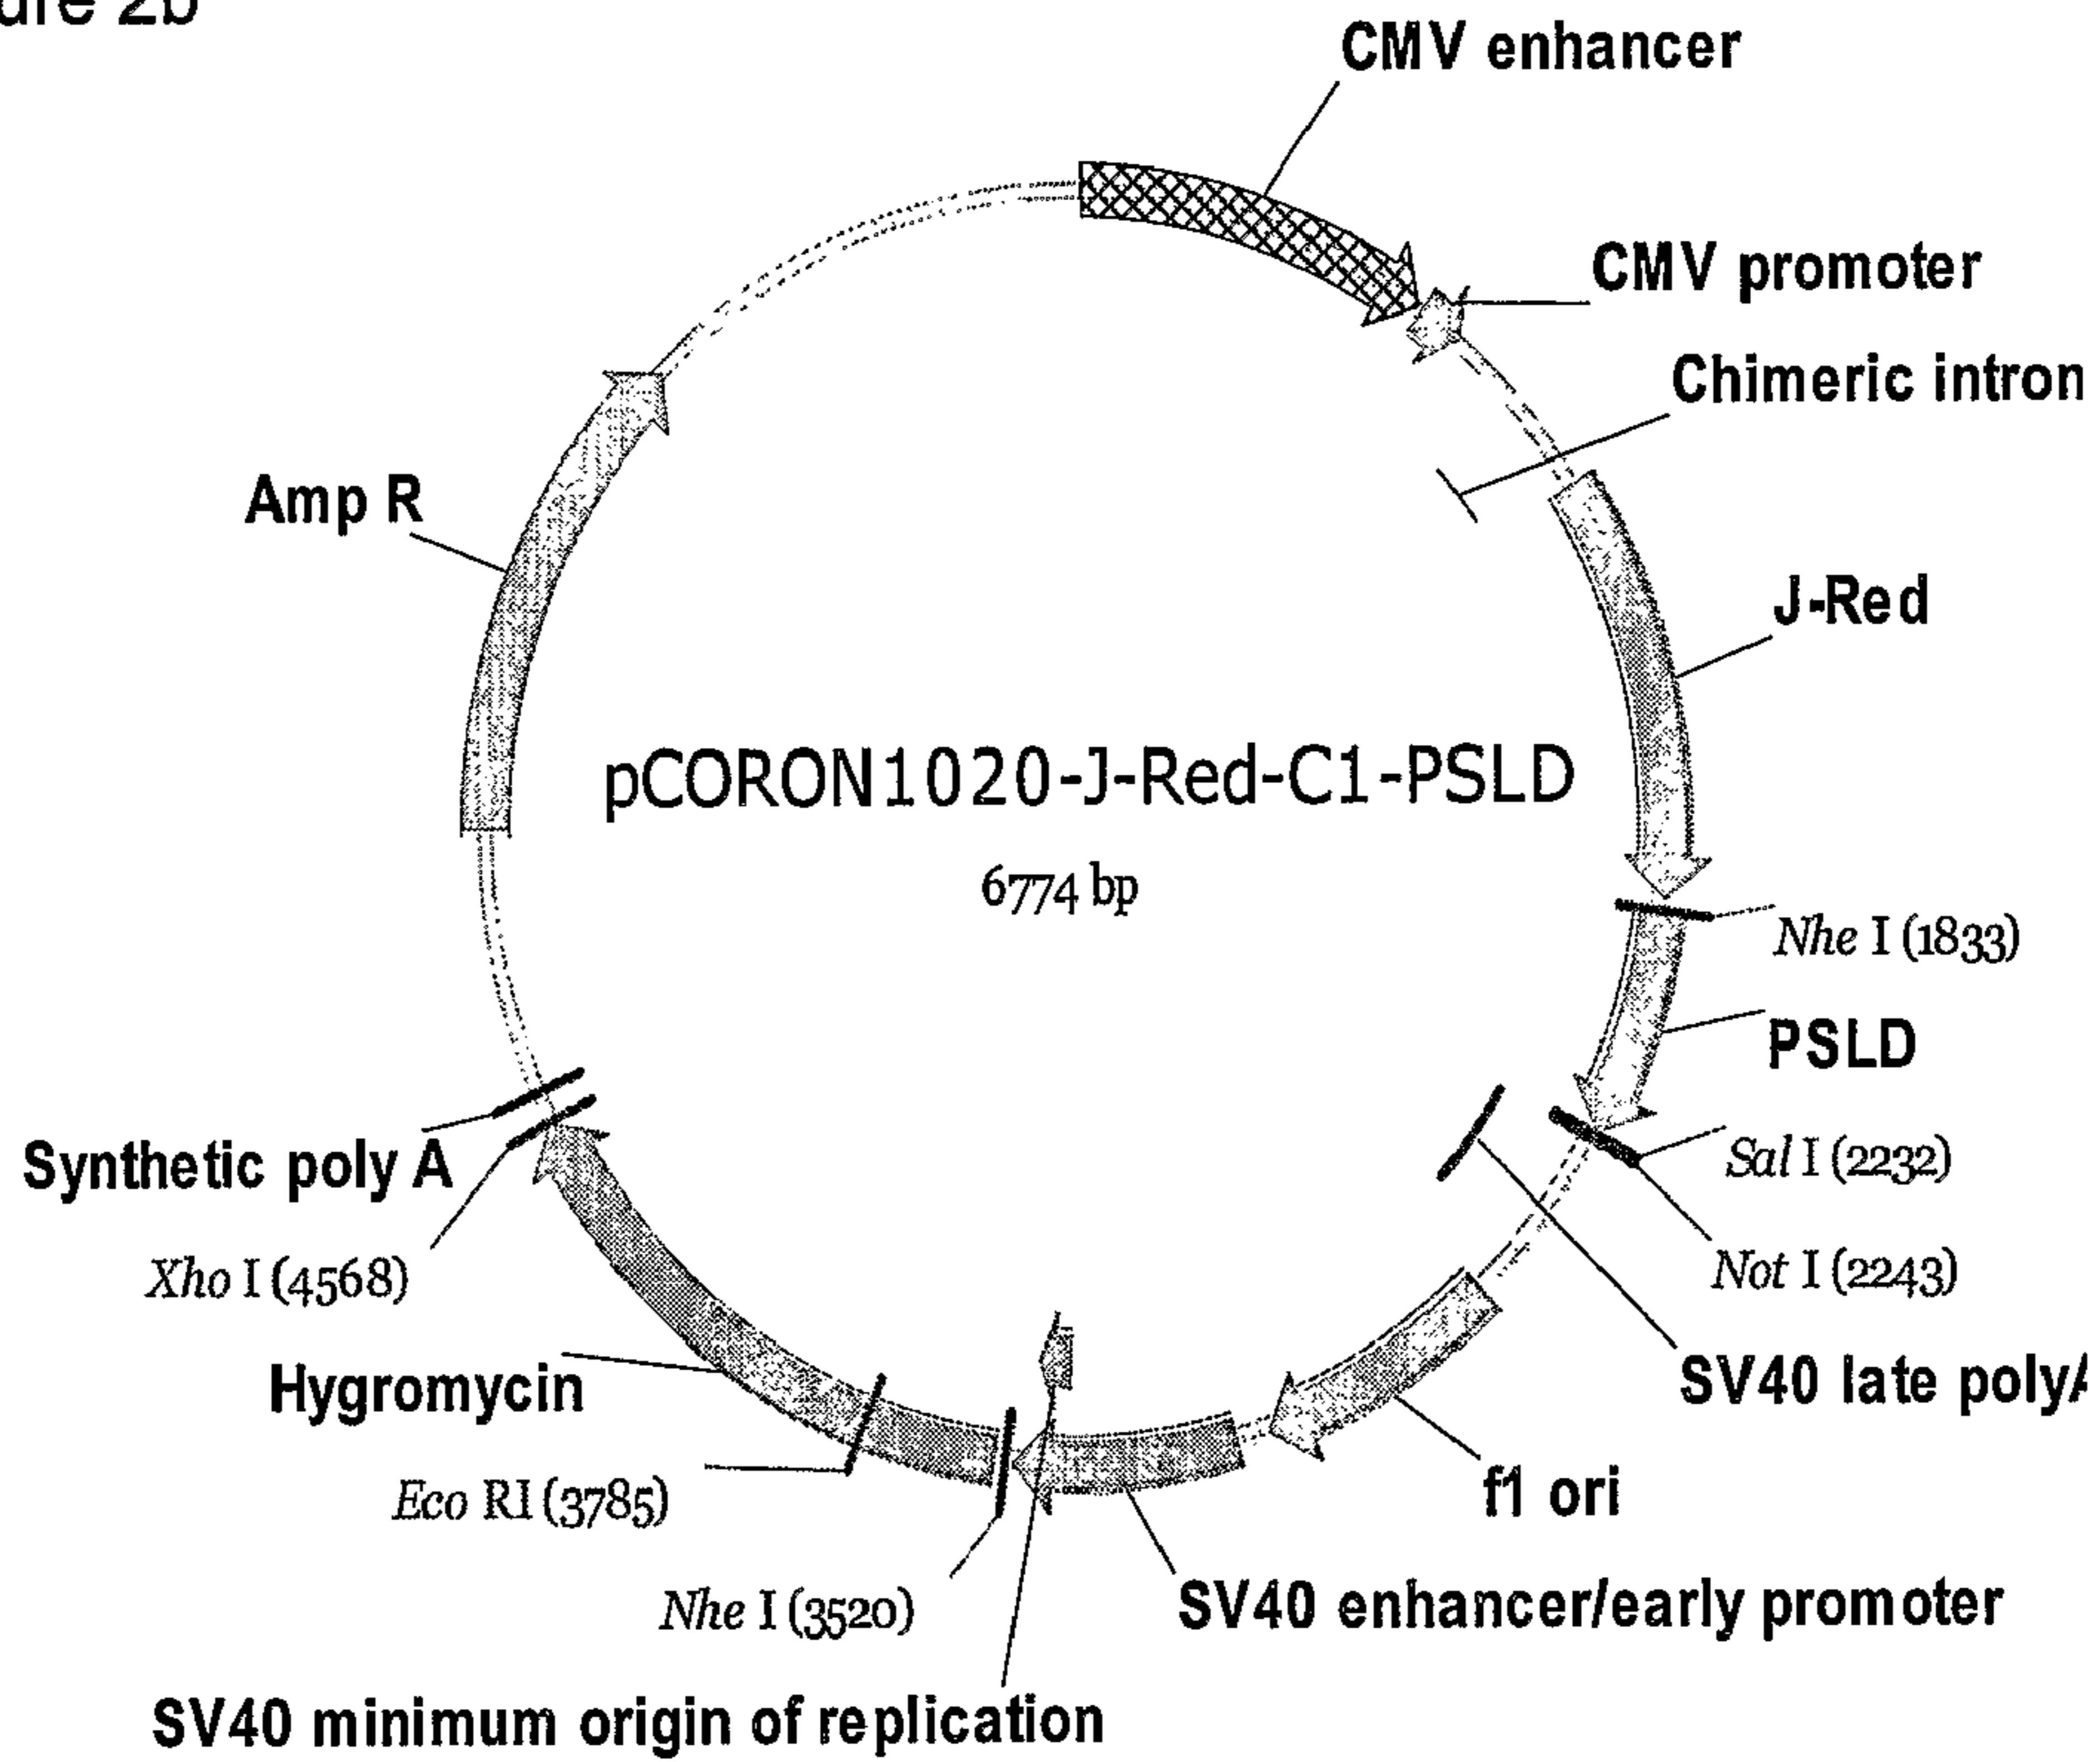 ure 2b
CMV enhancer
CMV promoter
Chimeric intron
Amp R
J-Red
pCORON1020-J-Red-C1-PSLD
6774 bp
Nhe I (1833)
PSLD
Synthetic poly A
Sal I (2232)
Xho I (4568)
Not I (2243)
Hygromycin
SV40 late polyA
Eco RI (3785)
f1 ori
Nhe I (3520)
SV40 enhancer/early promoter
SV40 minimum origin of replication